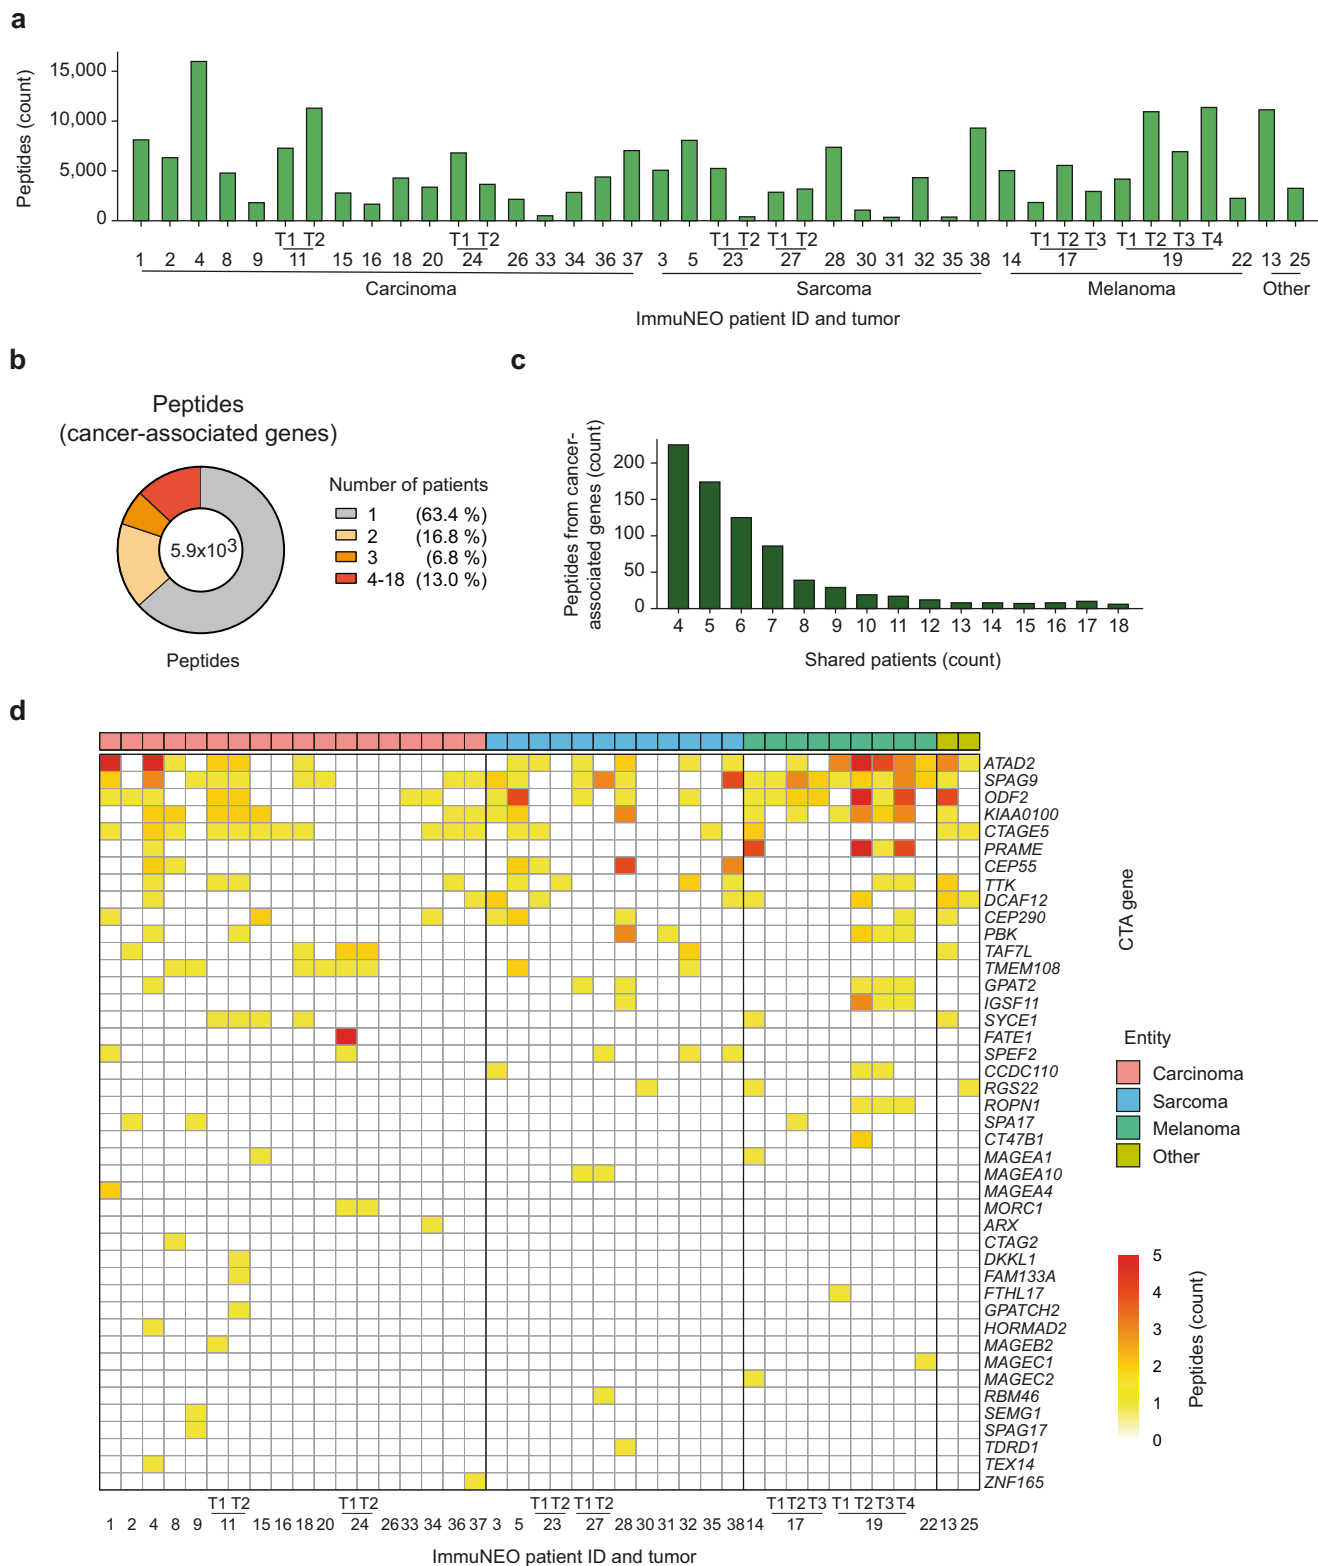 a
Peptides (count)
15,000
10,000
5,000
0
T1 T2 T1 T2 T1 T2 T1 T2 T1 T2 T3 T1 T2 T3 T4
1 2 4 8 9 11 15 16 18 20 24 26 33 34 36 37 3 5 23 27 28 30 31 32 35 38 14 17 19 22 13 25
Carcinoma Sarcoma Melanoma Other
ImmuNEO patient ID and tumor
b
Peptides
(cancer-associated genes)
5.9x10³
Number of patients
1 (63.4 %)
2 (16.8 %)
3 (6.8 %)
4-18 (13.0 %)
Peptides
c
Peptides from cancer-
associated genes (count)
200
150
100
50
0
4 5 6 7 8 9 10 11 12 13 14 15 16 17 18
Shared patients (count)
d
ATAD2
SPAG9
ODF2
KIAA0100
CTAGE5
PRAME
CEP55
TTK
DCAF12
CEP290
PBK
TAF7L
TMEM108
GPAT2
IGSF11
SYCE1
FATE1
SPEF2
CCDC110
RGS22
ROPN1
SPA17
CT47B1
MAGEA1
MAGEA10
MAGEA4
MORC1
ARX
CTAG2
DKKL1
FAM133A
FTHL17
GPATCH2
HORMAD2
MAGEB2
MAGEC1
MAGEC2
RBM46
SEMG1
SPAG17
TDRD1
TEX14
ZNF165
CTA gene
Entity
Carcinoma
Sarcoma
Melanoma
Other
5
4
3
2
1
0
Peptides (count)
T1 T2 T1 T2 T1 T2 T1 T2 T1 T2 T3 T1 T2 T3 T4
1 2 4 8 9 11 15 16 18 20 24 26 33 34 36 37 3 5 23 27 28 30 31 32 35 38 14 17 19 22 13 25
ImmuNEO patient ID and tumor